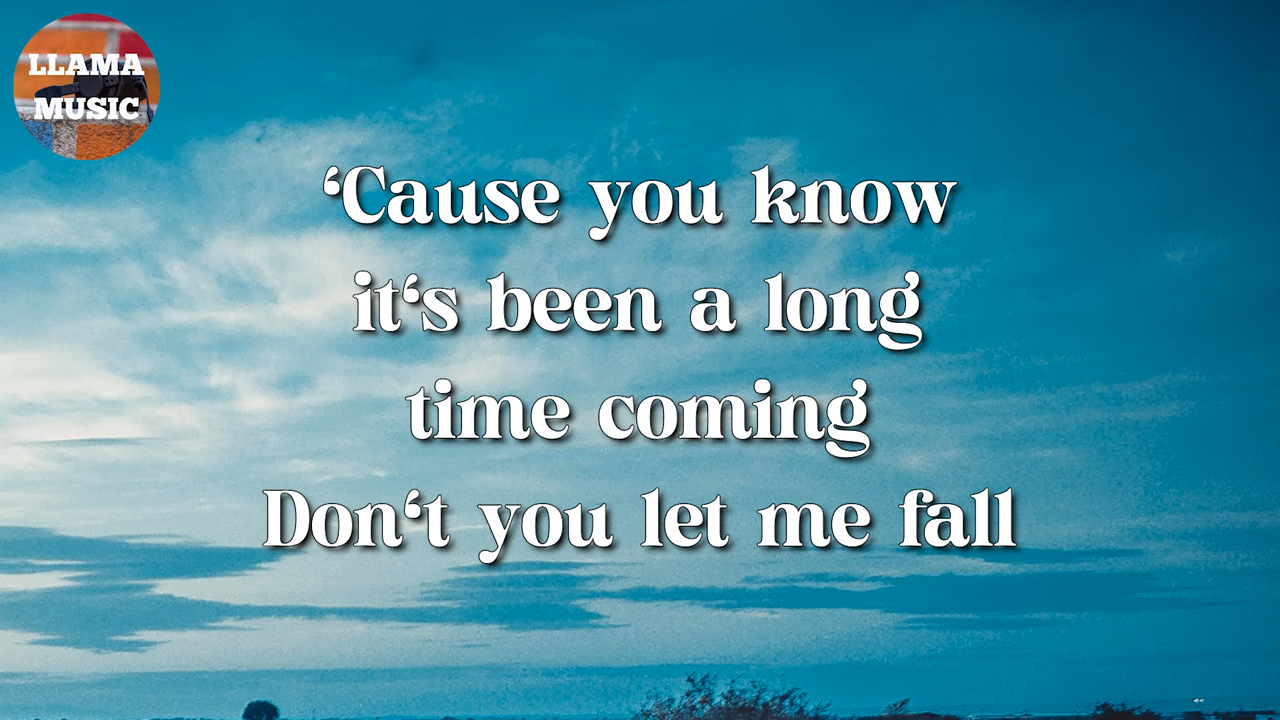 LLAMA
MUSIC
‘Cause you know
it‘s been a long
time coming
Don‘t you let me fall